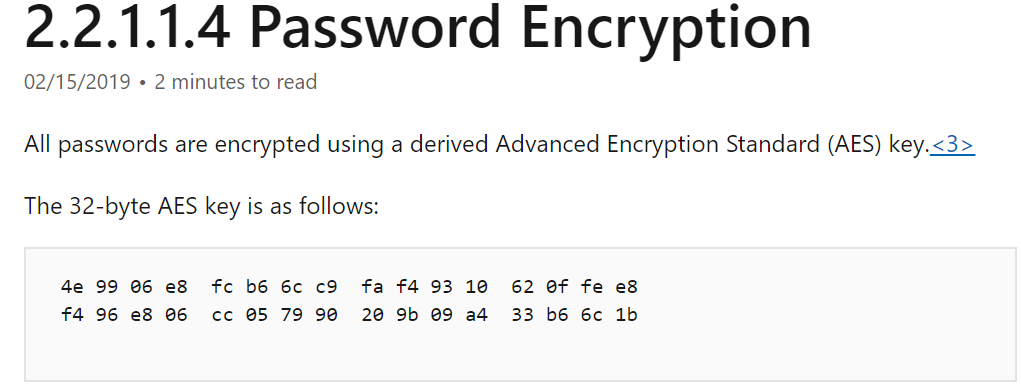 2.2.1.1.4 Password Encryption
02/15/2019 • 2 minutes to read
All passwords are encrypted using a derived Advanced Encryption Standard (AES) key.<3>
The 32-byte AES key is as follows:
4e 99 06 e8  fc b6 6c c9  fa f4 93 10  62 0f fe e8
f4 96 e8 06  cc 05 79 90  20 9b 09 a4  33 b6 6c 1b